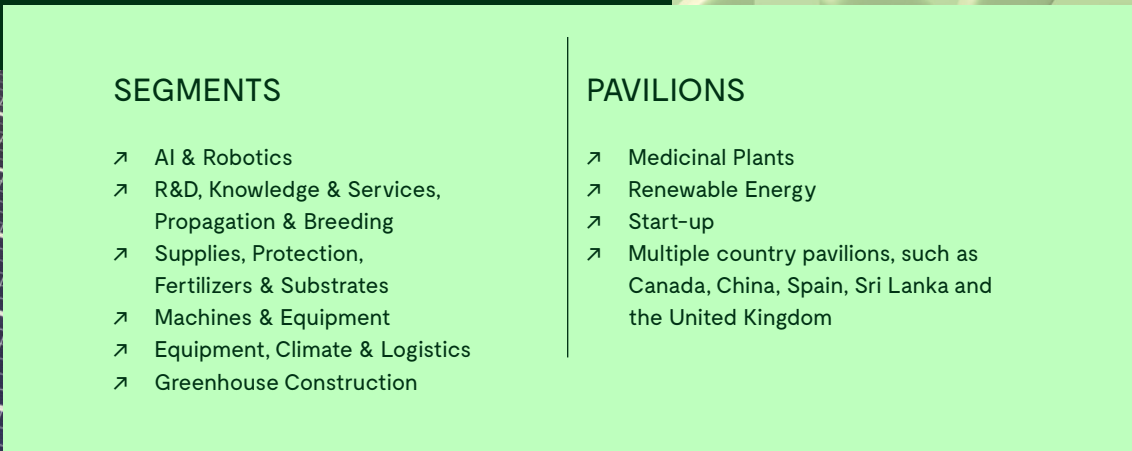 SEGMENTS
↗ AI & Robotics
↗ R&D, Knowledge & Services,
Propagation & Breeding
↗ Supplies, Protection,
Fertilizers & Substrates
↗ Machines & Equipment
↗ Equipment, Climate & Logistics
↗ Greenhouse Construction
PAVILIONS
↗ Medicinal Plants
↗ Renewable Energy
↗ Start-up
↗ Multiple country pavilions, such as
Canada, China, Spain, Sri Lanka and
the United Kingdom